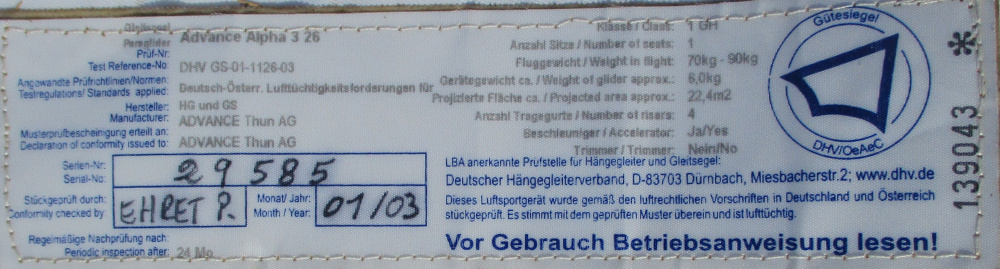 Gleitsegel
Paraglider Advance Alpha 3 26
Prüf-Nr.
Test Reference-No. DHV GS-01-1126-03
Angewandte Prüfrichtlinien/Normen:
Testregulations/ Standards applied: Deutsch-Österr. Lufttüchtigkeitsforderungen für
HG und GS
Hersteller:
Manufacturer: ADVANCE Thun AG
Musterprüfbescheinigung erteilt an:
Declaration of conformity issued to: ADVANCE Thun AG
Serien-Nr:
Serial-No: 29585
Stückgeprüft durch:
Conformity checked by EHRET P.
Monat/ Jahr:
Month / Year: 01/03
Regelmäßige Nachprüfung nach:
Periodic inspection after: 24 Mo
Klasse / Class: 1 GH
Anzahl Sitze / Number of seats: 1
Fluggewicht / Weight in flight: 70kg - 90kg
Gerätegewicht ca. / Weight of glider approx.: 6,0kg
Projizierte Fläche ca. / Projected area approx.: 22,4m2
Anzahl Tragegurte / Number of risers: 4
Beschleuniger / Accelerator: Ja/Yes
Trimmer / Trimmer: Nein/No
LBA anerkannte Prüfstelle für Hängegleiter und Gleitsegel:
Deutscher Hängegleiterverband, D-83703 Dürnbach, Miesbacherstr.2; www.dhv.de
Dieses Luftsportgerät wurde gemäß den luftrechtlichen Vorschriften in Deutschland und Österreich
stückgeprüft. Es stimmt mit dem geprüften Muster überein und ist lufttüchtig.
Vor Gebrauch Betriebsanweisung lesen!
Gütesiegel
DHV/OeAeC
139043 *